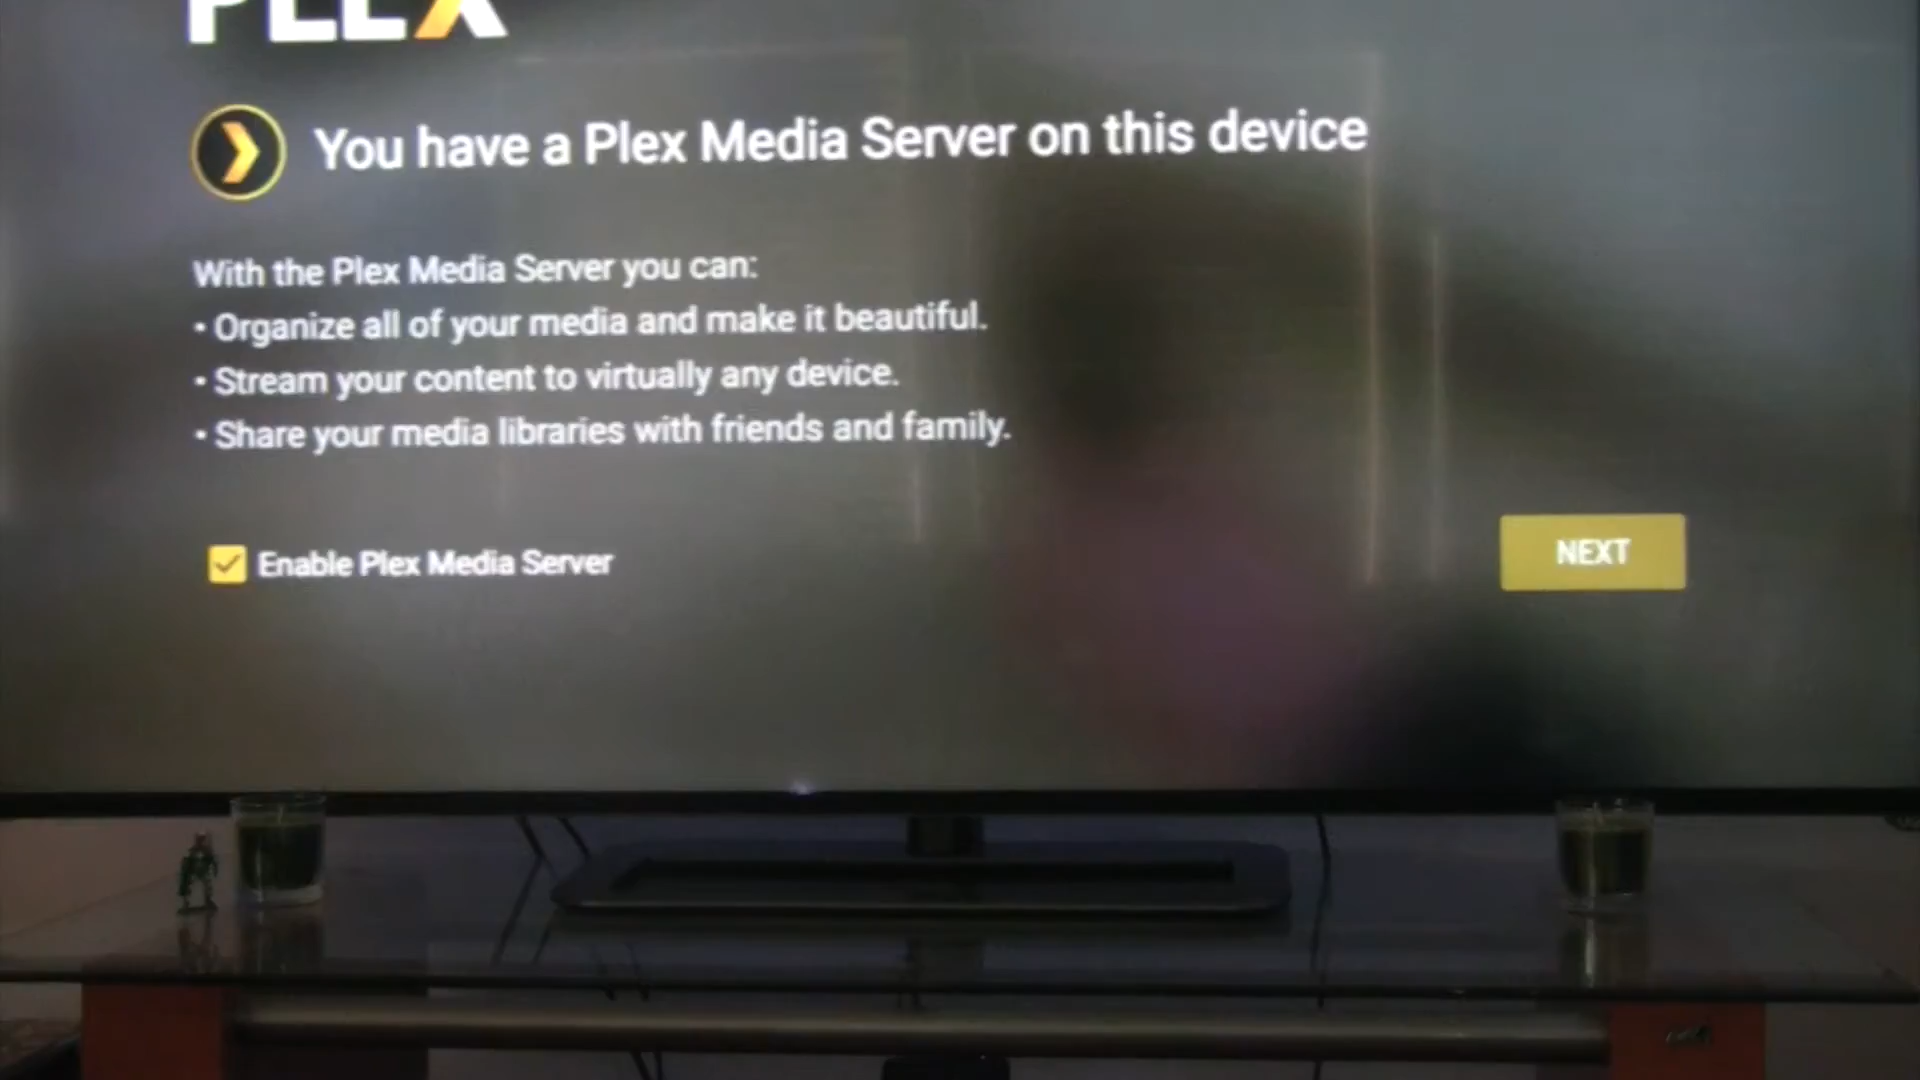 PLEX
You have a Plex Media Server on this device
With the Plex Media Server you can:
• Organize all of your media and make it beautiful.
• Stream your content to virtually any device.
• Share your media libraries with friends and family.
Enable Plex Media Server
NEXT